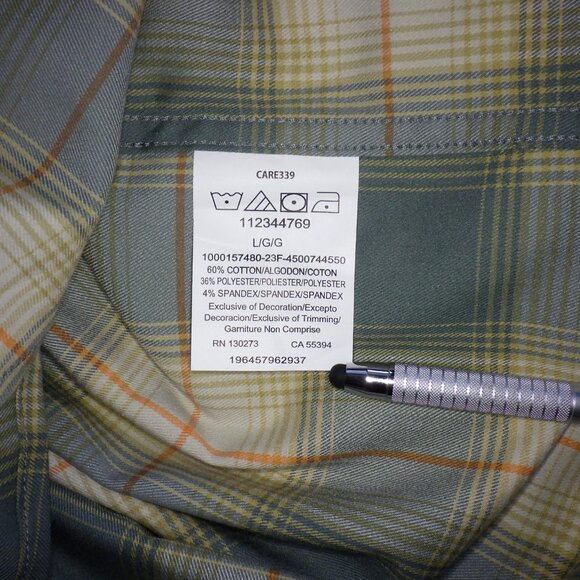 CARE339
112344769
L/G/G
1000157480-23F-4500744550
60% COTTON/ALGODON/COTON
36% POLYESTER/POLIESTER/POLYESTER
4% SPANDEX/SPANDEX/SPANDEX
Exclusive of Decoration/Excepto
Decoracion/Exclusive of Trimming/
Garniture Non Comprise
RN 130273 CA 55394
196457962937